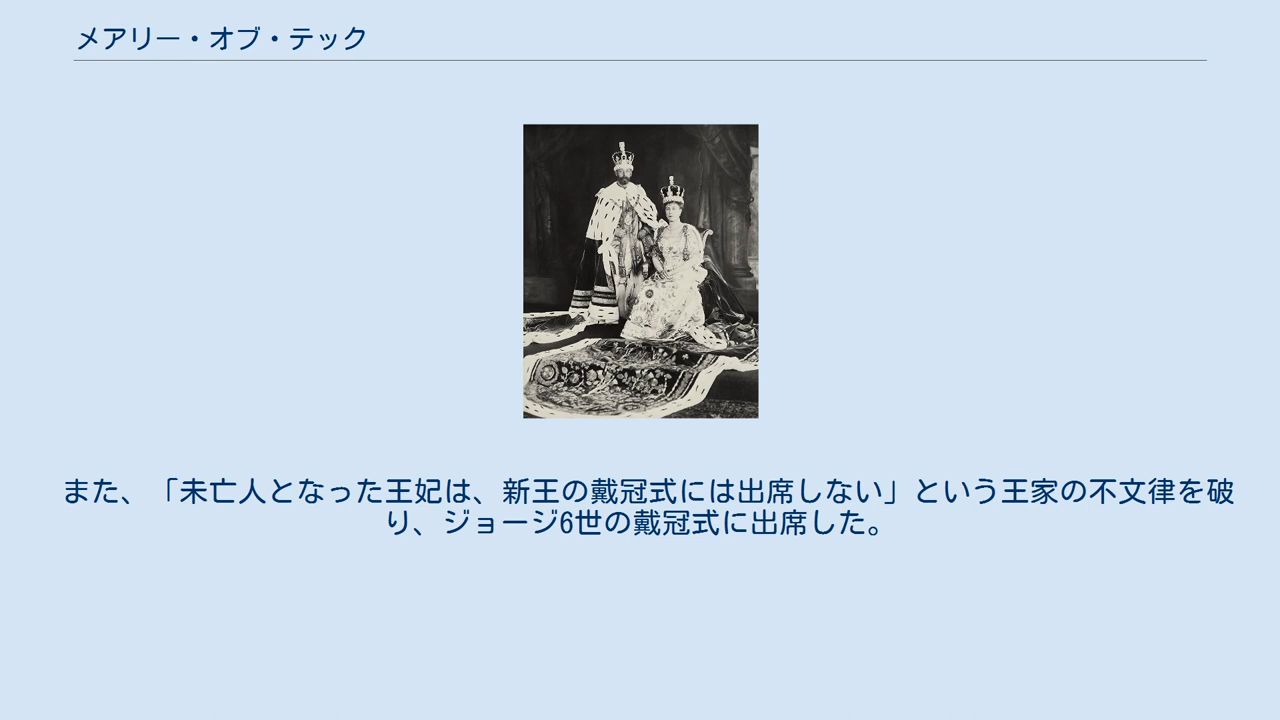 メアリー・オブ・テック
また、「未亡人となった王妃は、新王の戴冠式には出席しない」という王家の不文律を破
り、ジョージ6世の戴冠式に出席した。